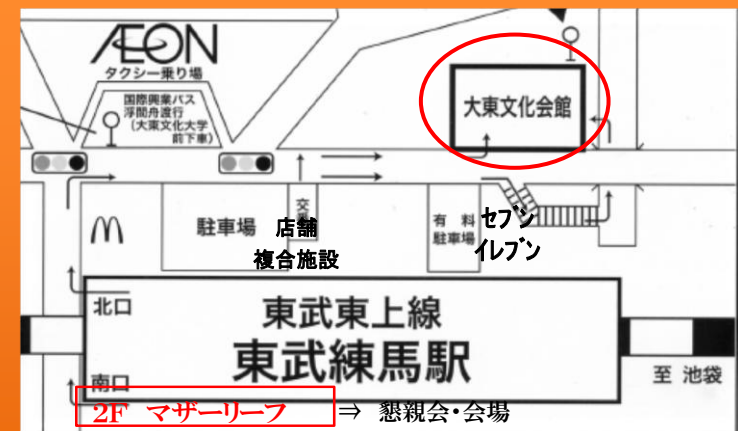 ÆON
タクシー乗り場
国際興業バス
浮間舟渡行
(大東文化大学
前下車)
大東文化会館
駐車場
店舗
複合施設
有料
駐車場
セブン
イレブン
北口
東武東上線
東武練馬駅
南口
至 池袋
2F マザーリーフ ⇒ 懇親会・会場